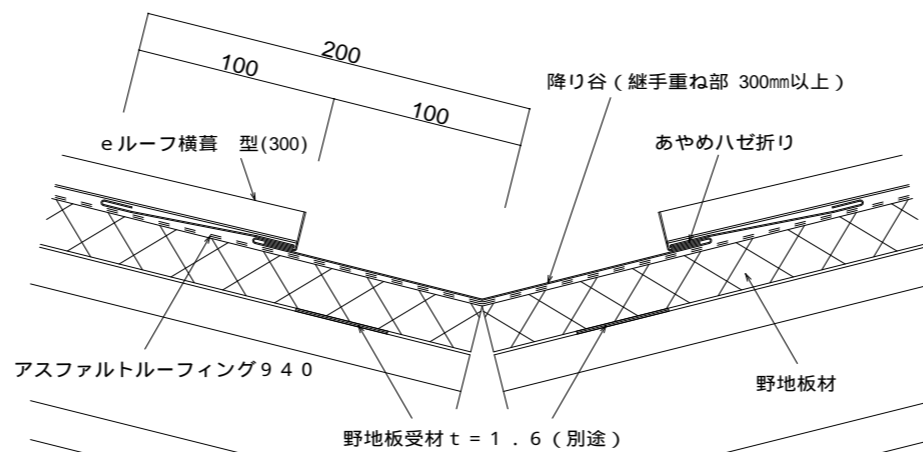 200
100
100
降り谷（継手重ね部 300㎜以上）
eルーフ横葺　型(300)
あやめハゼ折り
アスファルトルーフィング９４０
野地板材
野地板受材ｔ＝１．６（別途）